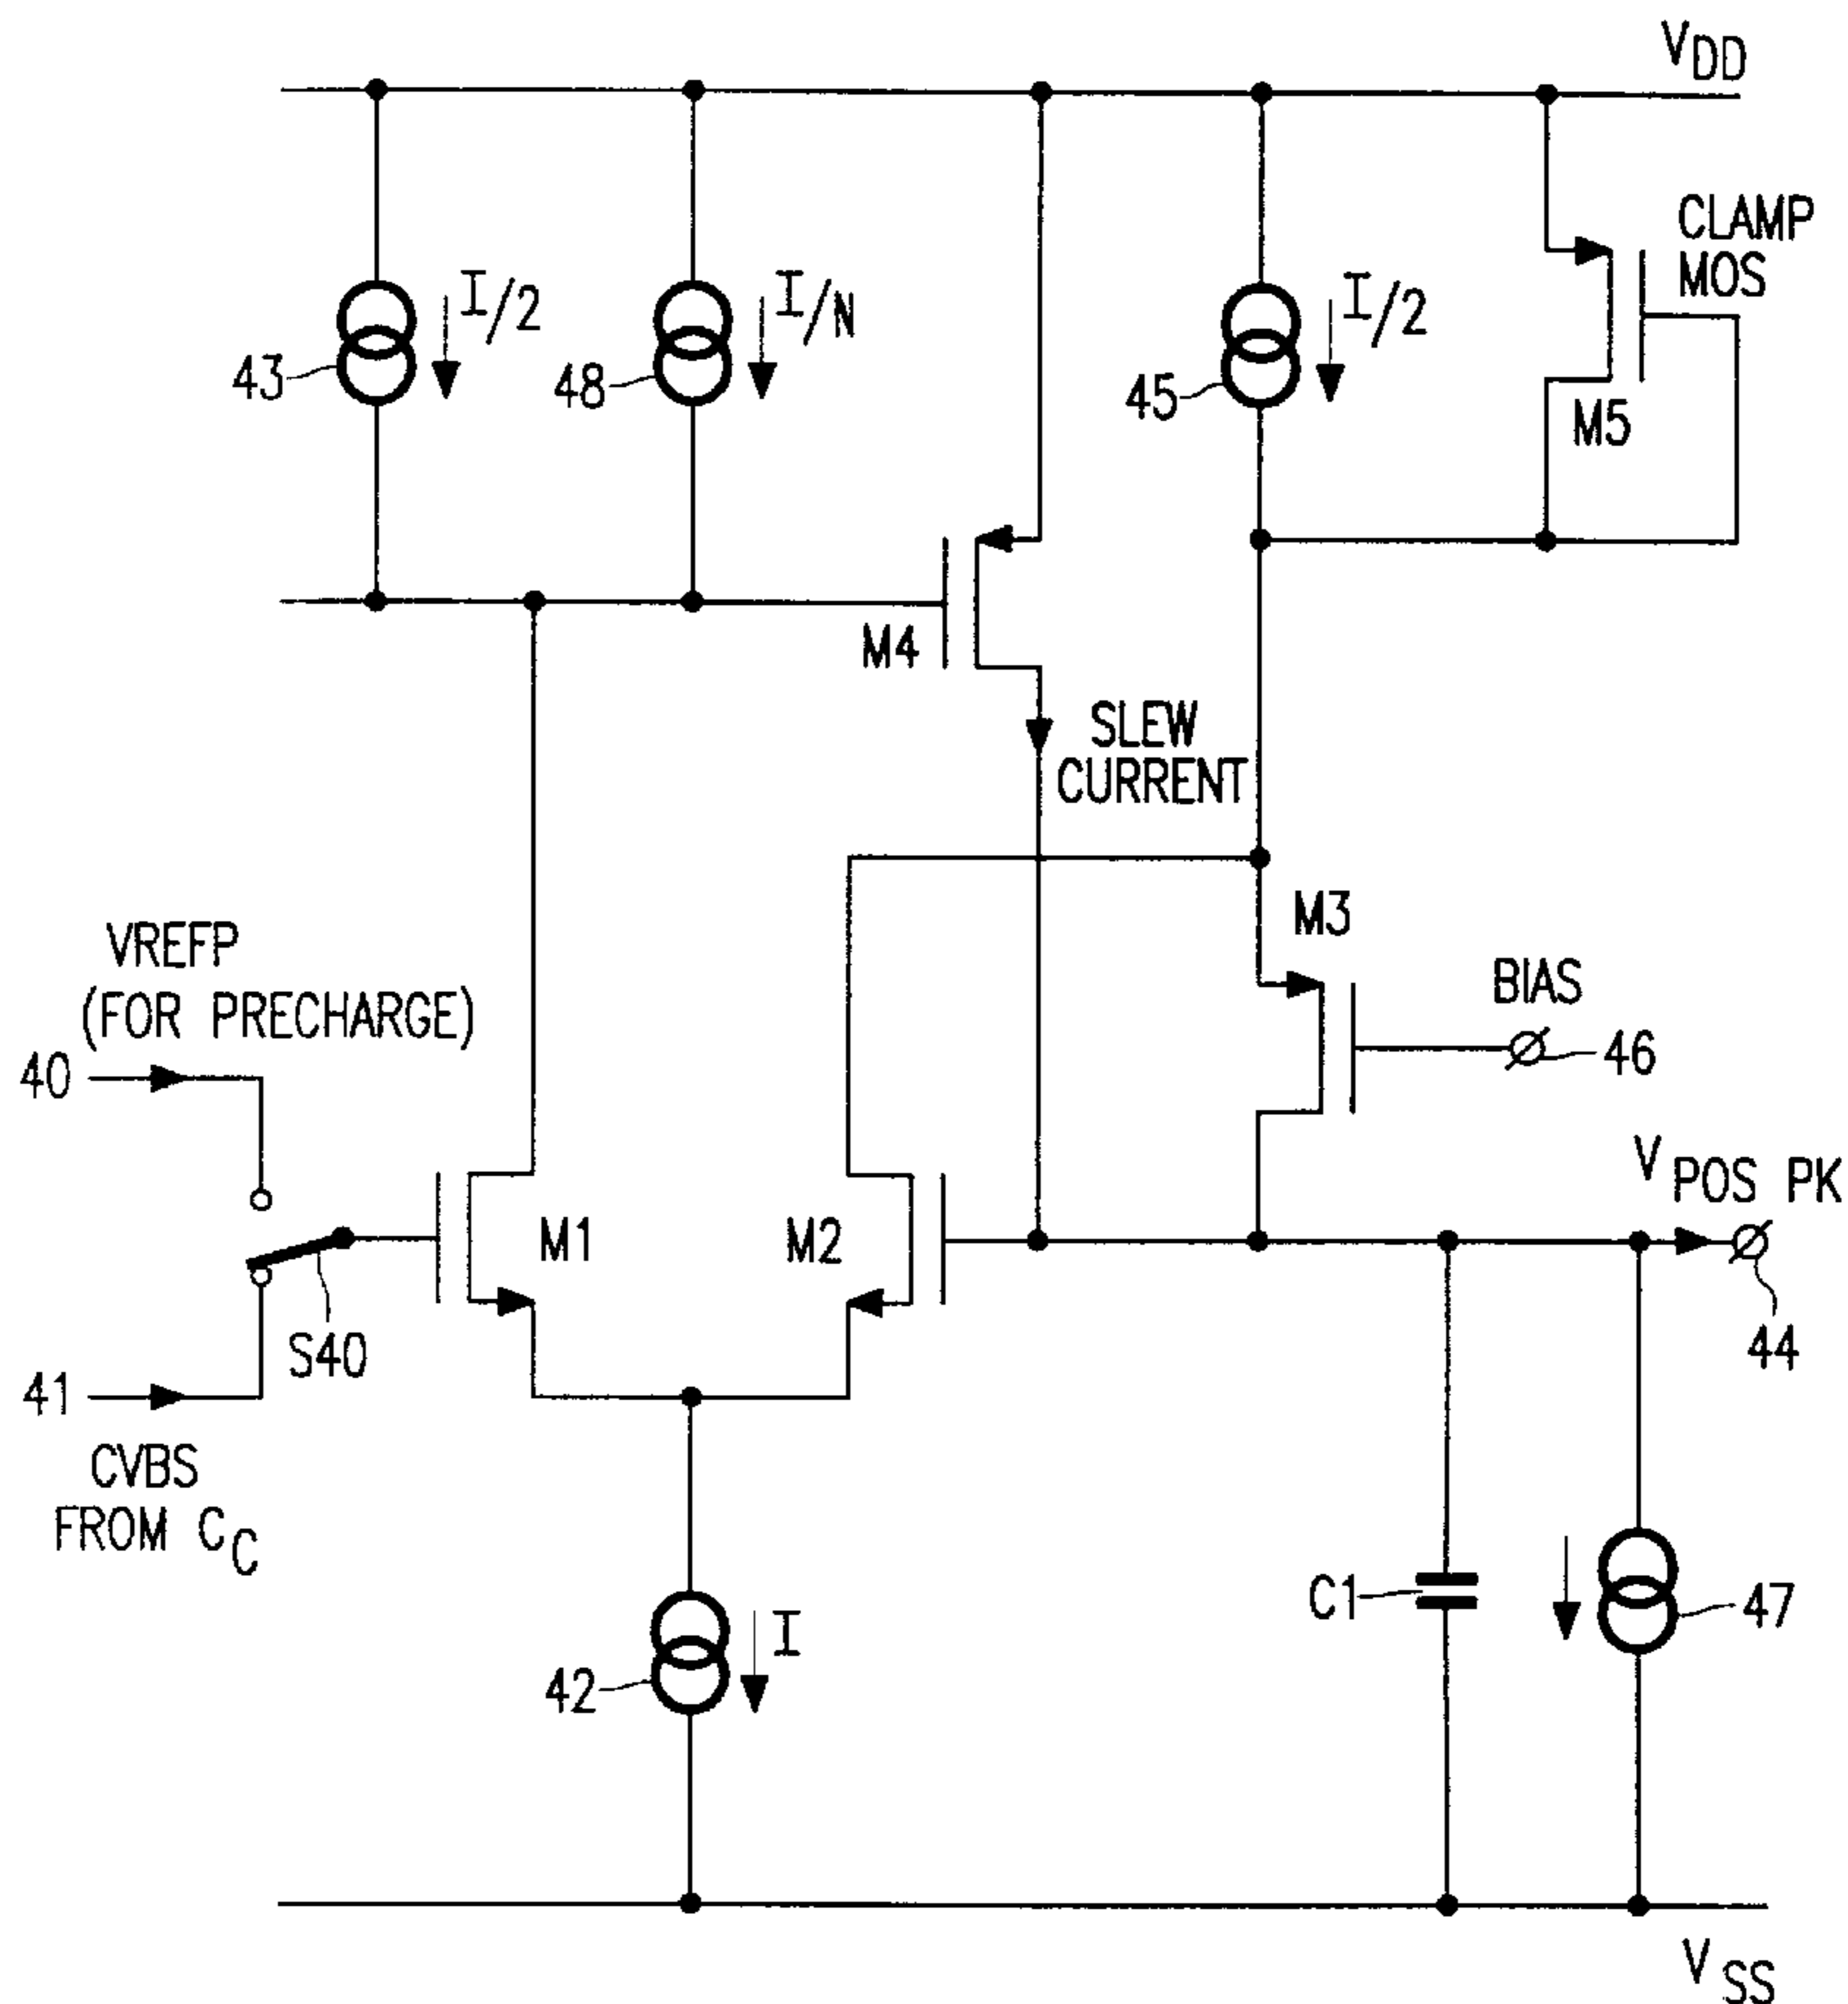 VDD
CLAMP
MOS
I/2
I/N
I/2
43
48
45
M5
M4
SLEW
CURRENT
M3
VREFP
(FOR PRECHARGE)
BIAS
40
46
V POS PK
M1
M2
S40
44
41
CVBS
FROM CC
C1
47
I
42
VSS